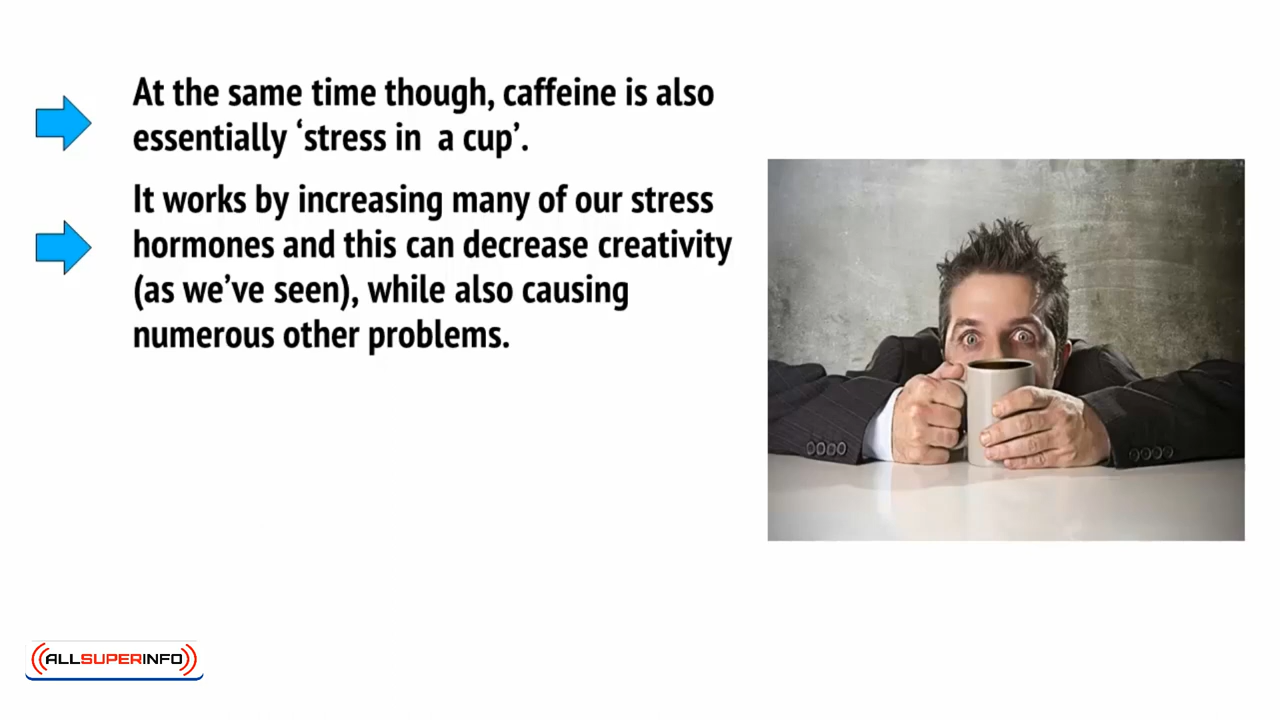 At the same time though, caffeine is also
essentially ‘stress in  a cup’.
It works by increasing many of our stress
hormones and this can decrease creativity
(as we’ve seen), while also causing
numerous other problems.
ALLSUPERINFO